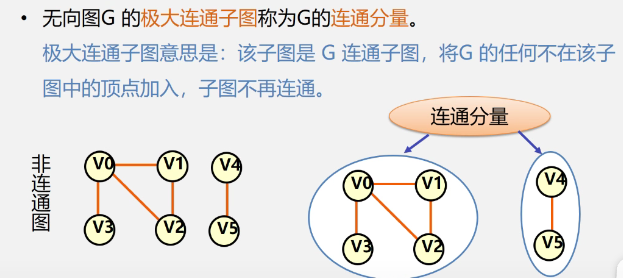 • 无向图G 的极大连通子图称为G的连通分量。
极大连通子图意思是：该子图是 G 连通子图，将G 的任何不在该子
图中的顶点加入，子图不再连通。
连通分量
非连通图
V0 V1 V4
V3 V2 V5
V0 V1 V4
V3 V2 V5